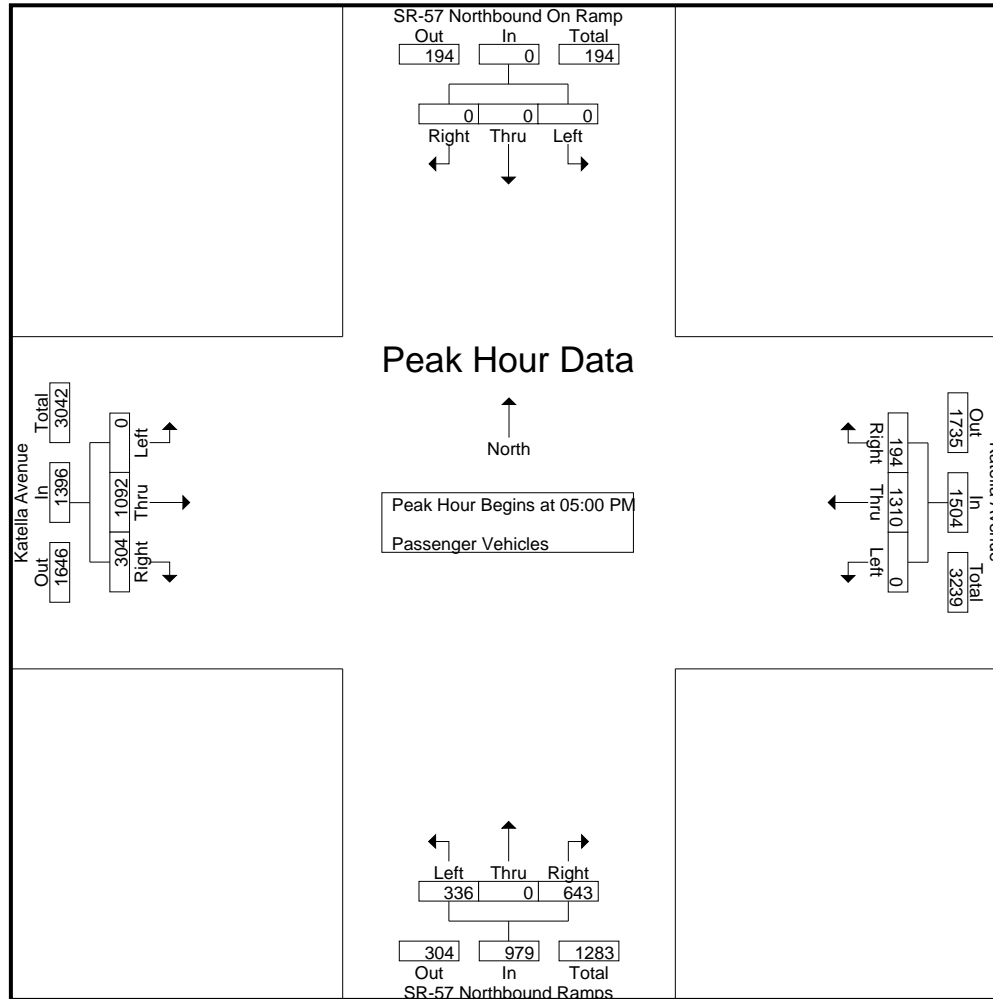 SR-57 Northbound On Ramp
Out In Total
194 0 194
0 0 0
Right Thru Left
Peak Hour Data
North
Peak Hour Begins at 05:00 PM
Passenger Vehicles
Katella Avenue
Total In Out
3042 1396 1646
0 1092 304
Left Thru Right
Right Thru Left
194 1310 0
1735 1504 3239
Out In Total
Katella Avenue
Left Thru Right
336 0 643
304 979 1283
Out In Total
SR-57 Northbound Ramps